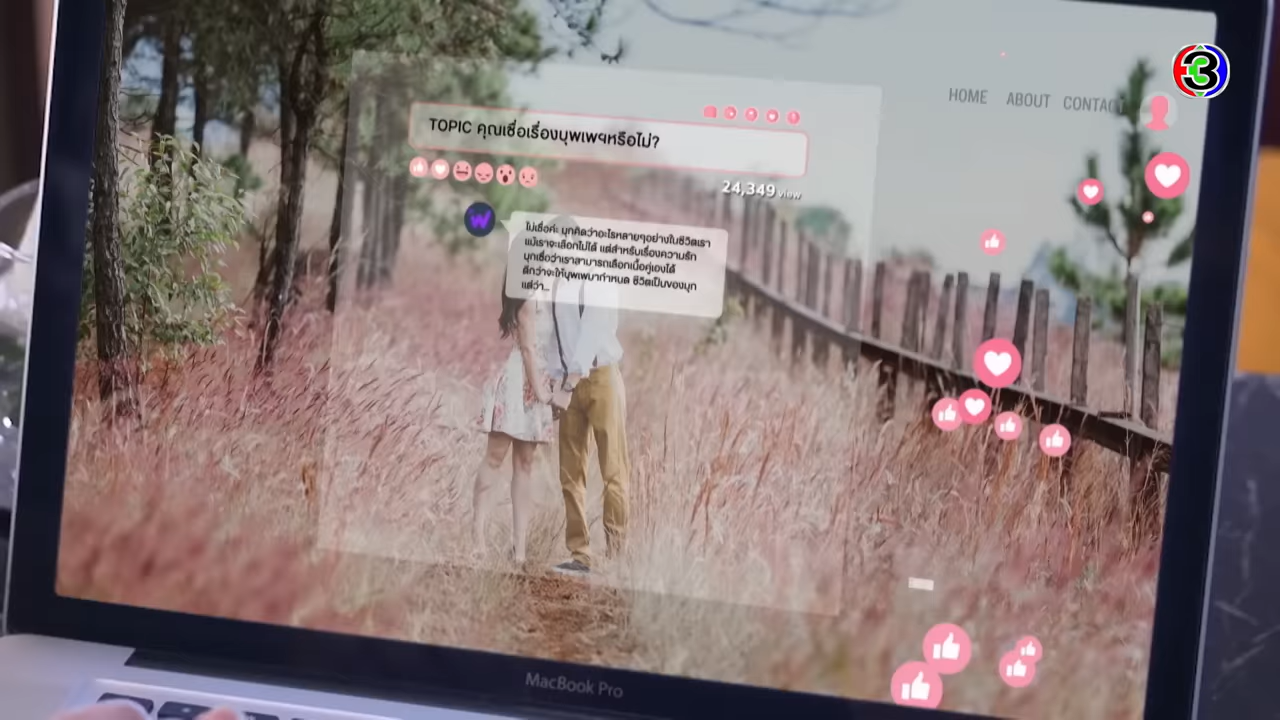 3
HOME ABOUT CONTACT
TOPIC คุณเชื่อเรื่องบุพเพฯหรือไม่?
24,349 view
W
ไม่เชื่อค่ะ มุกคิดว่าอะไรหลายๆอย่างในชีวิตเรา
แม้เราจะเลือกไม่ได้ แต่สำหรับเรื่องความรัก
มุกเชื่อว่าเราสามารถเลือกเนื้อคู่เองได้
ดีกว่าจะให้บุพเพมากำหนด ชีวิตเป็นของมุก
แต่ว่า...
MacBook Pro